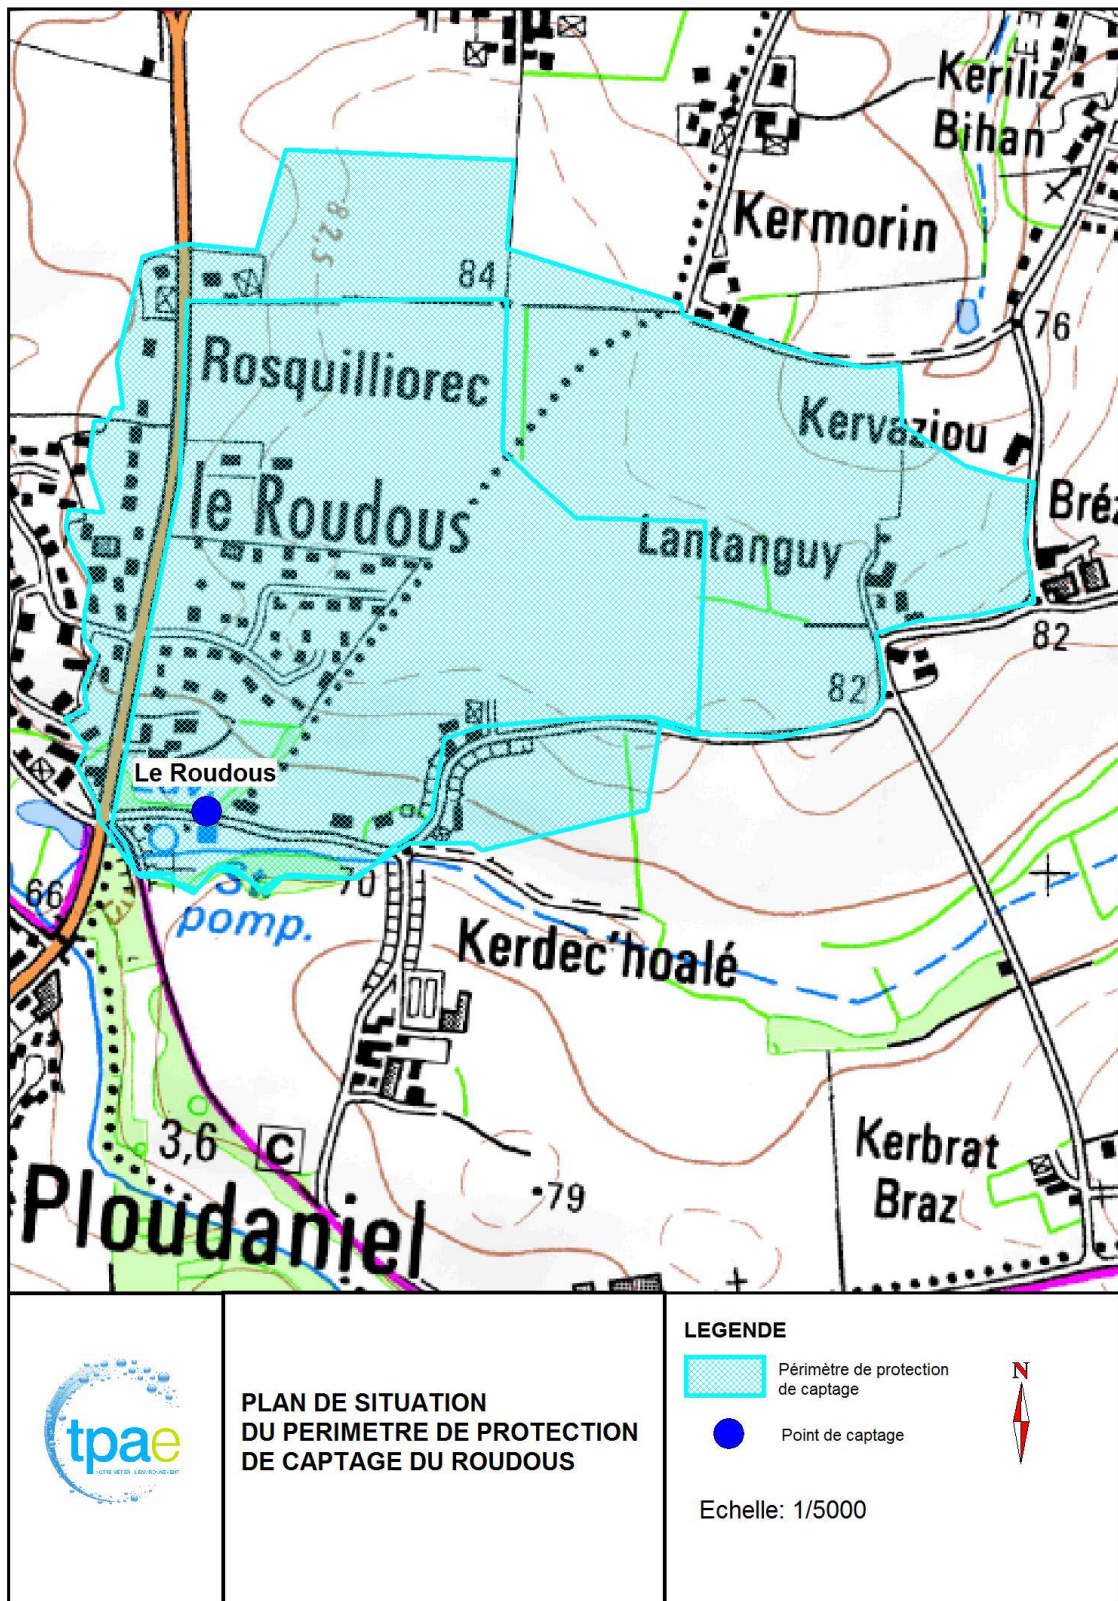 Keriliz
Bihan
Kermorin
82,5
84
76
Rosquilliorec
Kervaziou
le Roudous
Bréz
Lantanguy
82
82
Le Roudous
70
66
pomp.
Kerdec'hoalé
3,6
C
Kerbrat
Braz
79
Ploudaniel
tpae
PLAN DE SITUATION
DU PERIMETRE DE PROTECTION
DE CAPTAGE DU ROUDOUS
LEGENDE
Périmètre de protection
de captage
Point de captage
N
Echelle: 1/5000